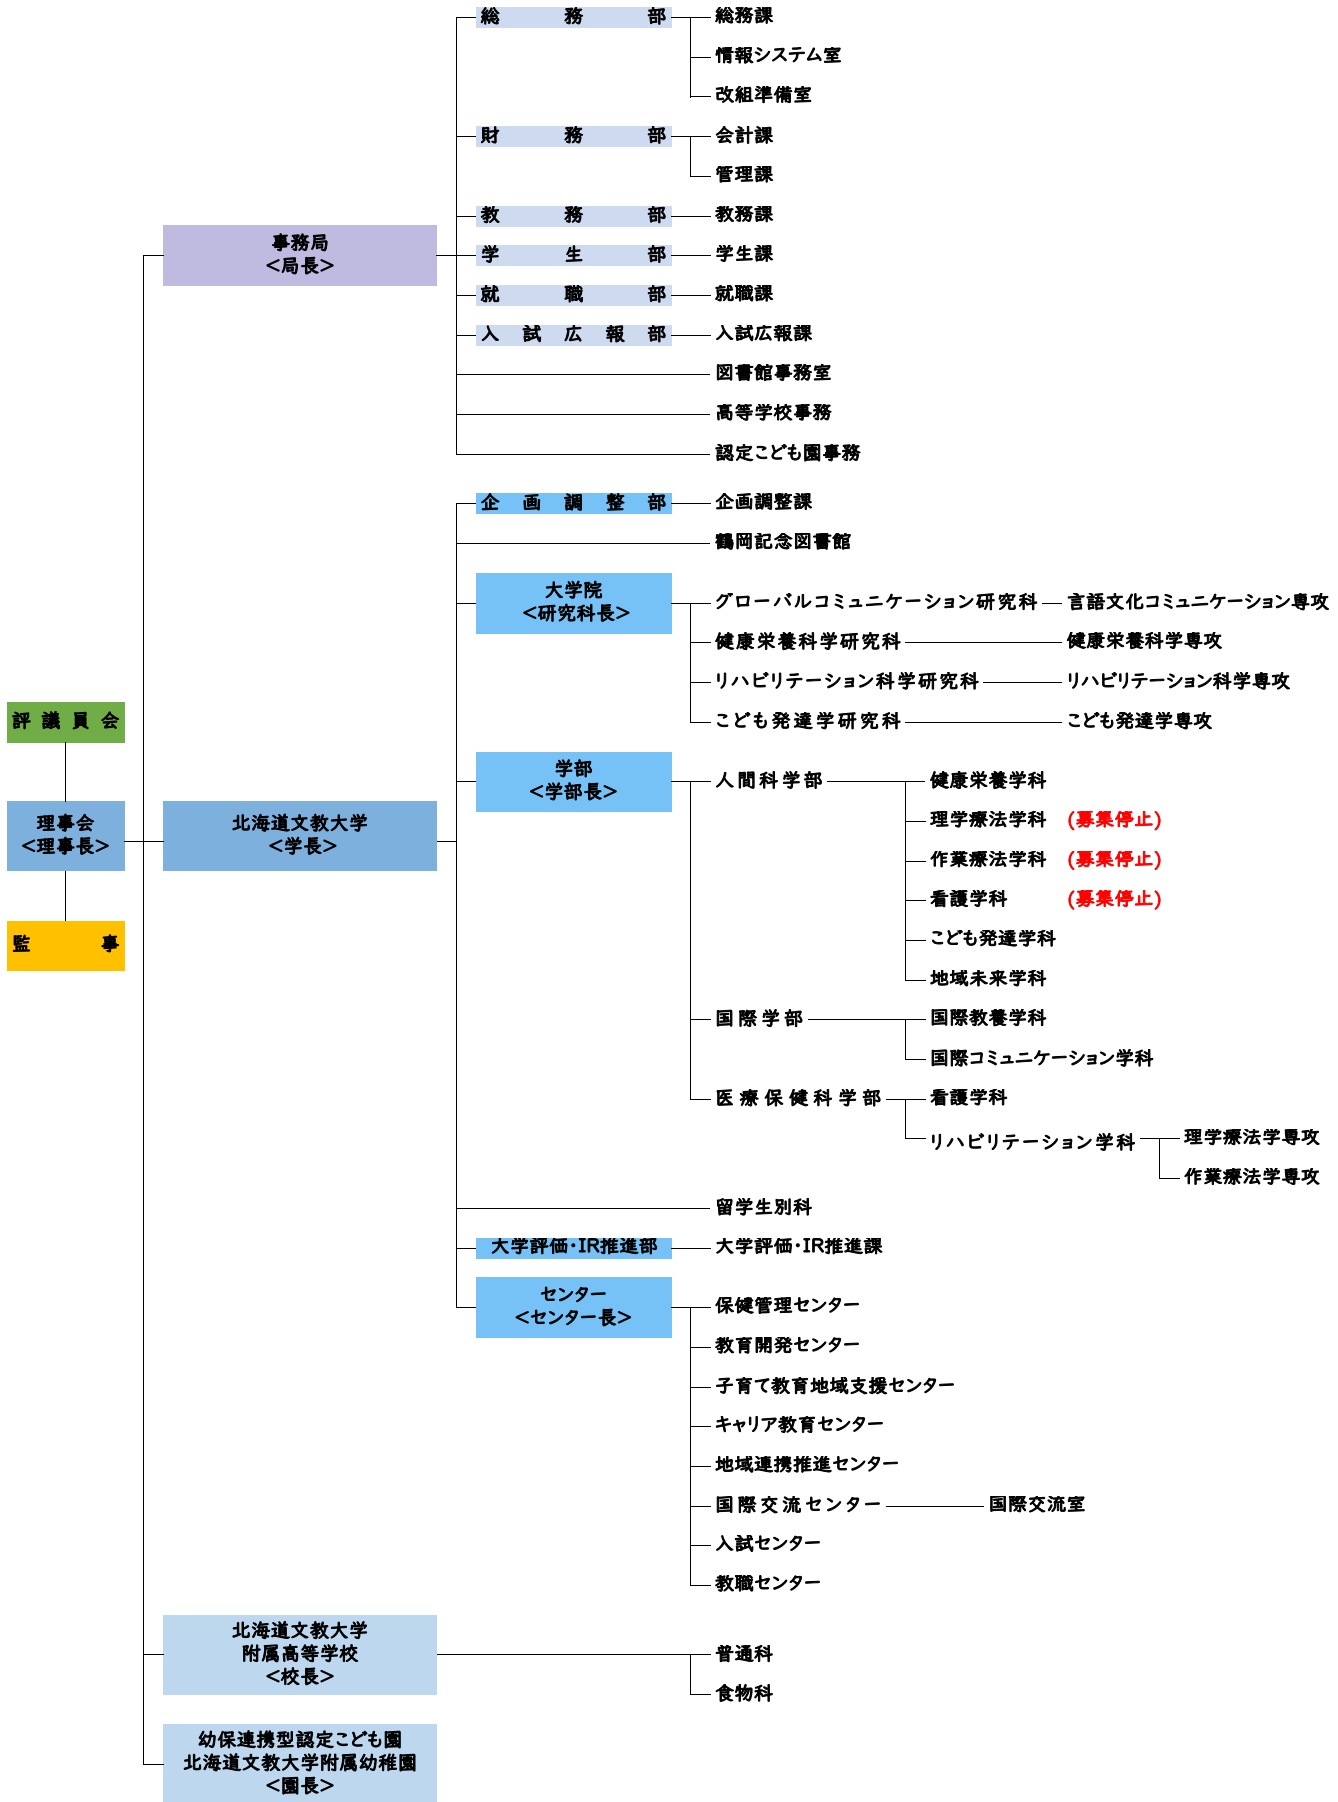 評議員会
理事会
<理事長>
監事
事務局
<局長>
総務部
総務課
情報システム室
改組準備室
財務部
会計課
管理課
教務部
教務課
学生部
学生課
就職部
就職課
入試広報部
入試広報課
図書館事務室
高等学校事務
認定こども園事務
北海道文教大学
<学長>
企画調整部
企画調整課
鶴岡記念図書館
大学院
<研究科長>
グローバルコミュニケーション研究科
言語文化コミュニケーション専攻
健康栄養科学研究科
健康栄養科学専攻
リハビリテーション科学研究科
リハビリテーション科学専攻
こども発達学研究科
こども発達学専攻
学部
<学部長>
人間科学部
健康栄養学科
理学療法学科 (募集停止)
作業療法学科 (募集停止)
看護学科 (募集停止)
こども発達学科
地域未来学科
国際学部
国際教養学科
国際コミュニケーション学科
医療保健科学部
看護学科
リハビリテーション学科
理学療法学専攻
作業療法学専攻
留学生別科
大学評価・IR推進部
大学評価・IR推進課
センター
<センター長>
保健管理センター
教育開発センター
子育て教育地域支援センター
キャリア教育センター
地域連携推進センター
国際交流センター
国際交流室
入試センター
教職センター
北海道文教大学
附属高等学校
<校長>
普通科
食物科
幼保連携型認定こども園
北海道文教大学附属幼稚園
<園長>